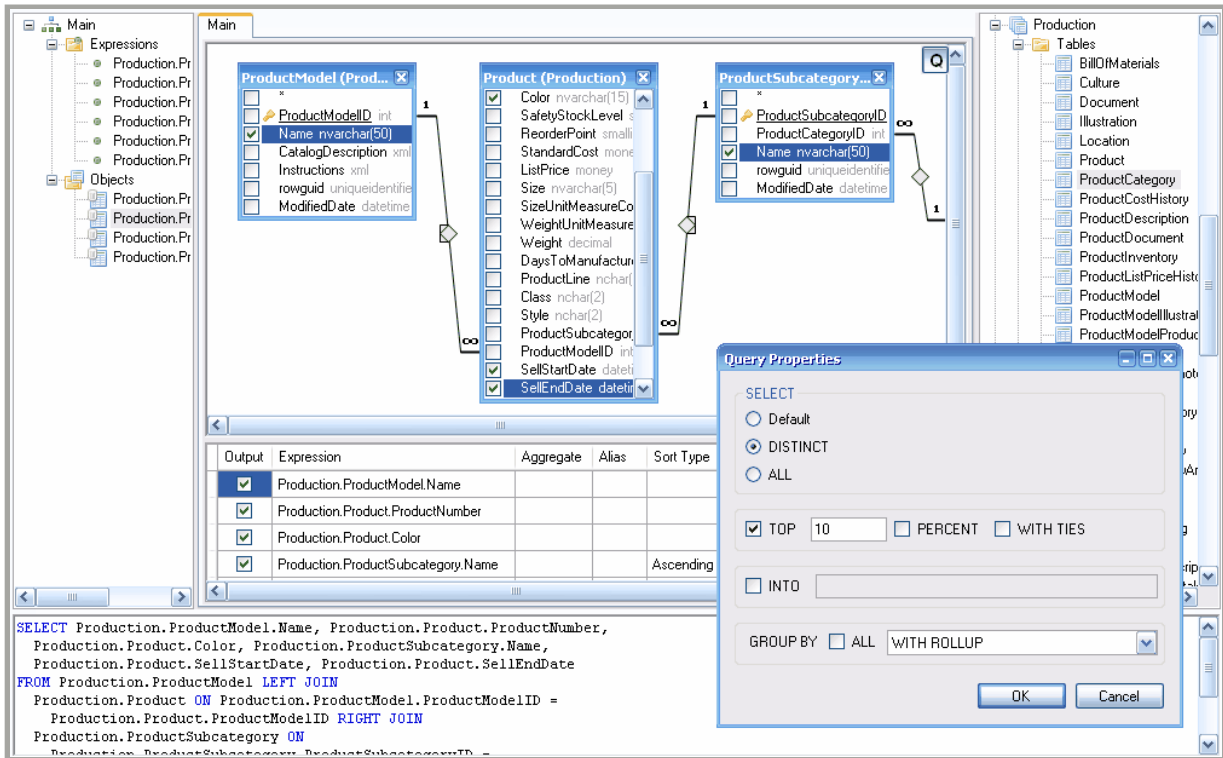 Main
Expressions
Production.Pr
Production.Pr
Production.Pr
Production.Pr
Production.Pr
Production.Pr
Objects
Production.Pr
Production.Pr
Production.Pr
Production.Pr
Main
Q
ProductModel (Prod...
*
ProductModelID int
Name nvarchar(50)
CatalogDescription xml
Instructions xml
rowguid uniqueidentifie
ModifiedDate datetime
1
∞
Product (Production)
Color nvarchar(15)
SafetyStockLevel s
ReorderPoint smalli
StandardCost mone
ListPrice money
Size nvarchar(5)
SizeUnitMeasureCo
WeightUnitMeasure
Weight decimal
DaysToManufacture
ProductLine nchar(
Class nchar(2)
Style nchar(2)
ProductSubcategor
ProductModelID int
SellStartDate dateti
SellEndDate datetin
∞
1
ProductSubcategory...
*
ProductSubcategoryID
ProductCategoryID int
Name nvarchar(50)
rowguid uniqueidentifie
ModifiedDate datetime
∞
1
Output Expression Aggregate Alias Sort Type
Production.ProductModel.Name
Production.Product.ProductNumber
Production.Product.Color
Production.ProductSubcategory.Name Ascending
Production
Tables
BillOfMaterials
Culture
Document
Illustration
Location
Product
ProductCategory
ProductCostHistory
ProductDescription
ProductDocument
ProductInventory
ProductListPriceHisto
ProductModel
ProductModelIllustrat
ProductModelProduc
Query Properties
SELECT
Default
DISTINCT
ALL
TOP 10 PERCENT WITH TIES
INTO
GROUP BY ALL WITH ROLLUP
OK Cancel
SELECT Production.ProductModel.Name, Production.Product.ProductNumber,
Production.Product.Color, Production.ProductSubcategory.Name,
Production.Product.SellStartDate, Production.Product.SellEndDate
FROM Production.ProductModel LEFT JOIN
Production.Product ON Production.ProductModel.ProductModelID =
Production.Product.ProductModelID RIGHT JOIN
Production.ProductSubcategory ON
Production.ProductSubcategory.ProductSubcategoryID =